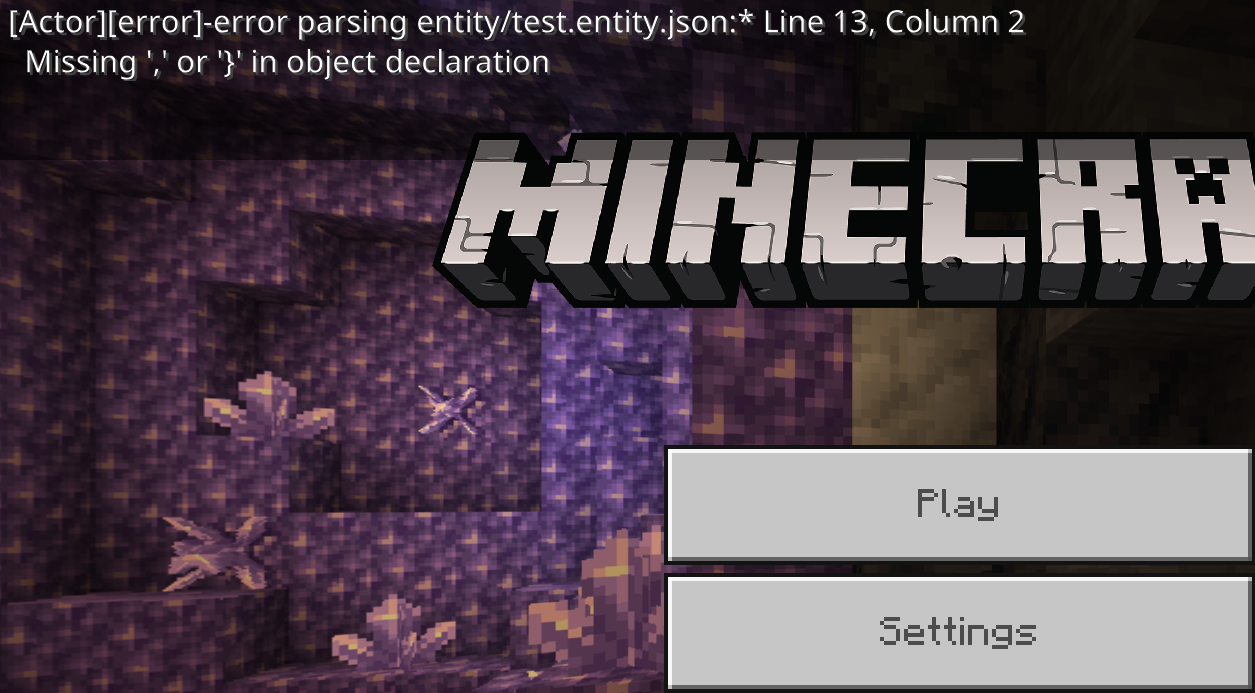 [Actor][error]-error parsing entity/test.entity.json:* Line 13, Column 2
Missing ',' or '}' in object declaration
MINECRA
Play
Settings